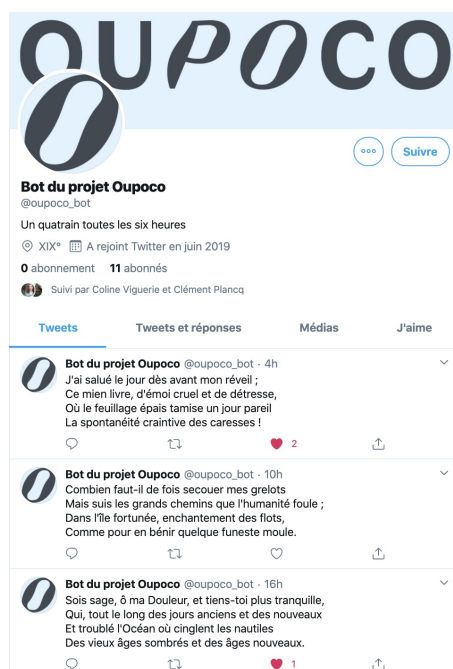 OUPOCO
Suivre
Bot du projet Oupoco
@oupoco_bot
Un quatrain toutes les six heures
XIX° A rejoint Twitter en juin 2019
0 abonnement 11 abonnés
Suivi par Coline Viguerie et Clément Plancq
Tweets Tweets et réponses Médias J'aime
Bot du projet Oupoco @oupoco_bot · 4h
J'ai salué le jour dès avant mon réveil ;
Ce mien livre, d'émoi cruel et de détresse,
Où le feuillage épais tamise un jour pareil
La spontanéité craintive des caresses !
2
Bot du projet Oupoco @oupoco_bot · 10h
Combien faut-il de fois secouer mes grelots
Mais suis les grands chemins que l'humanité foule ;
Dans l'île fortunée, enchantement des flots,
Comme pour en bénir quelque funeste moule.
Bot du projet Oupoco @oupoco_bot · 16h
Sois sage, ô ma Douleur, et tiens-toi plus tranquille,
Qui, tout le long des jours anciens et des nouveaux
Et troublé l'Océan où cinglent les nautiles
Des vieux âges sombrés et des âges nouveaux.
1